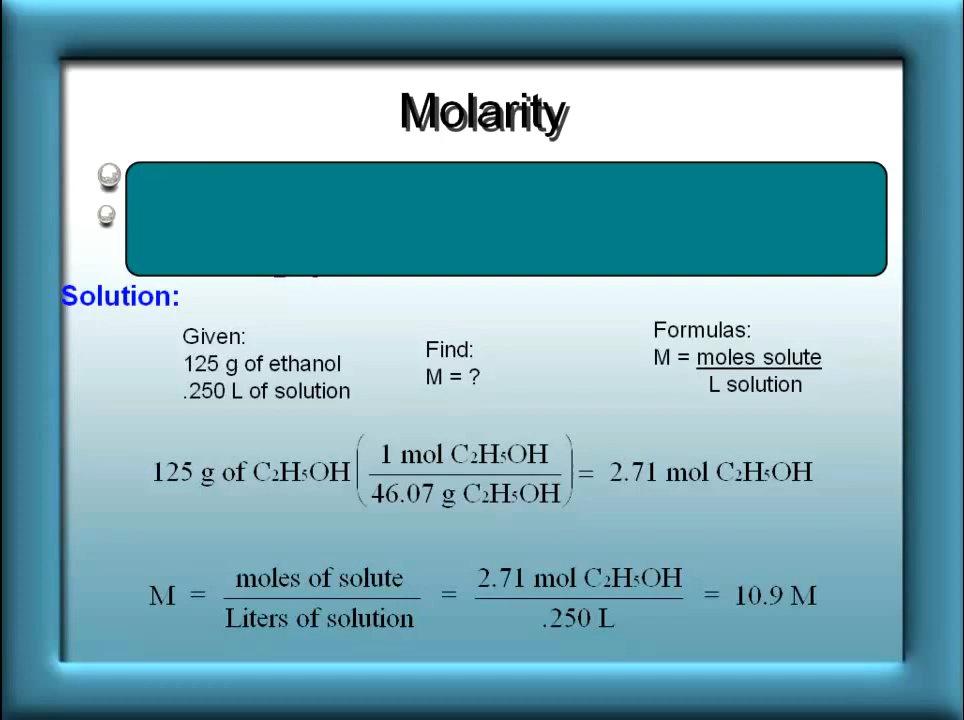 Molarity
Solution:
Given:
125 g of ethanol
.250 L of solution
Find:
M = ?
Formulas:
M = moles solute
L solution
125 g of C₂H₅OH ( 1 mol C₂H₅OH / 46.07 g C₂H₅OH ) = 2.71 mol C₂H₅OH
M = moles of solute / Liters of solution = 2.71 mol C₂H₅OH / .250 L = 10.9 M